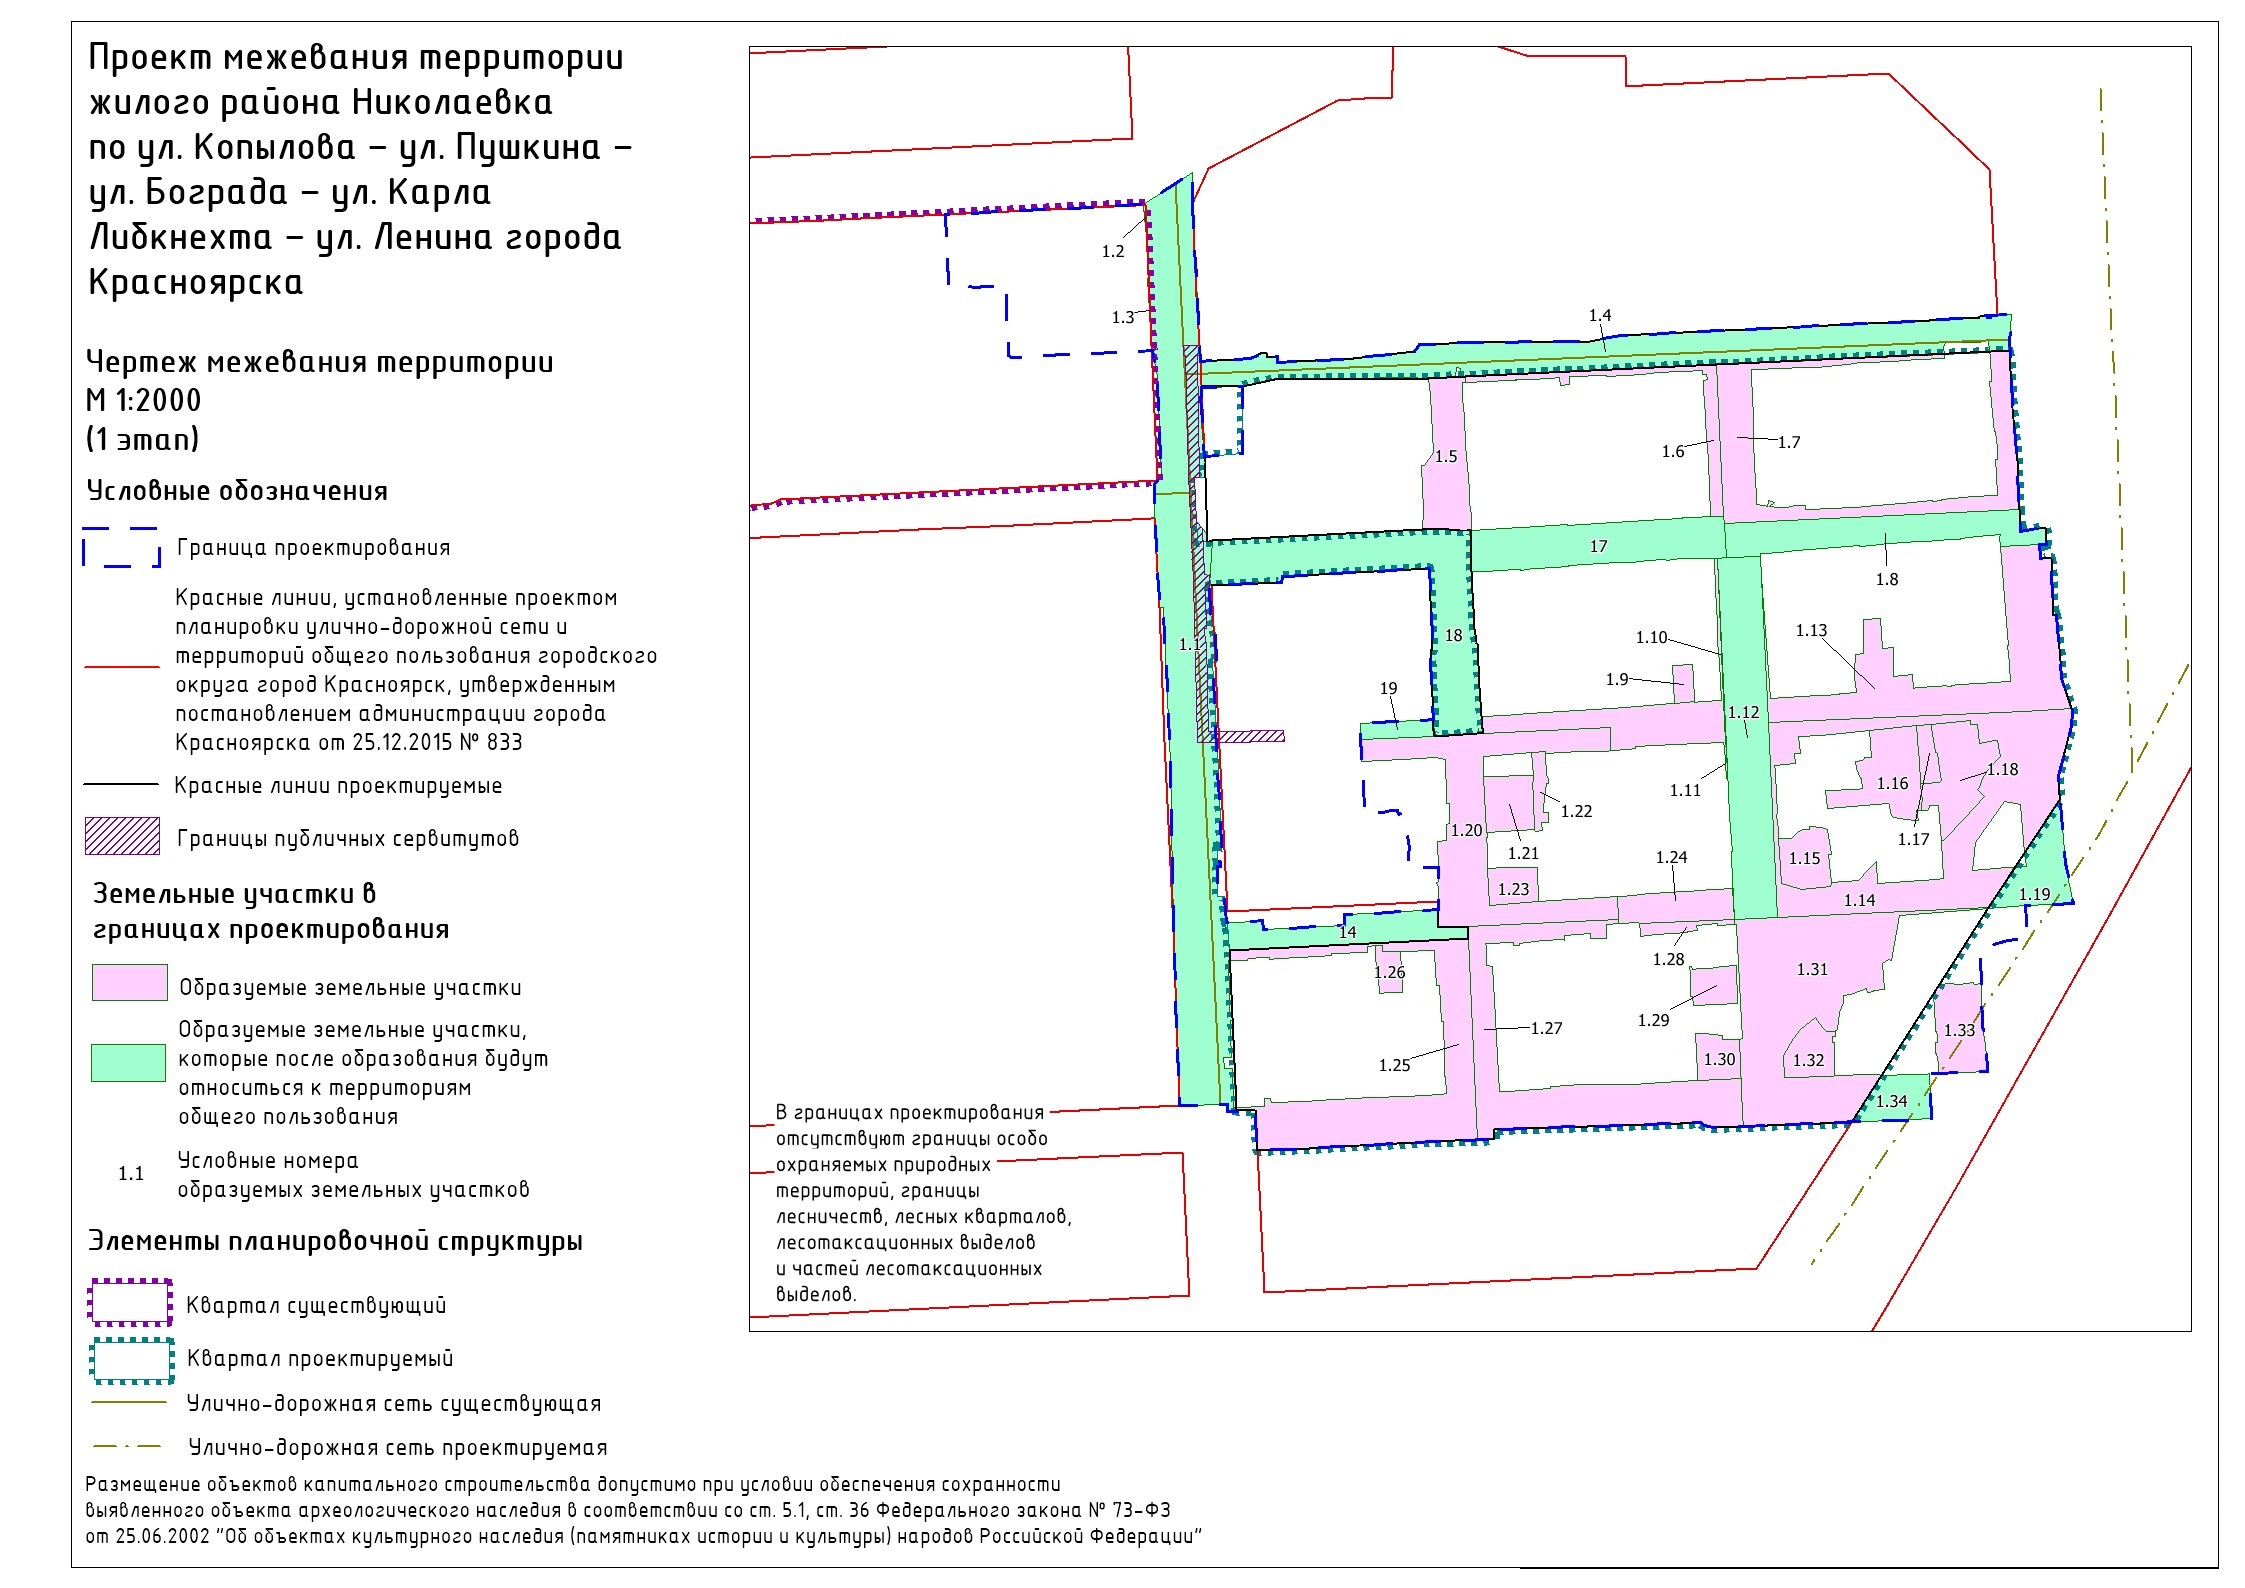 Проект межевания территории
жилого района Николаевка
по ул. Копылова – ул. Пушкина –
ул. Бограда – ул. Карла
Либкнехта – ул. Ленина города
Красноярска
Чертеж межевания территории
М 1:2000
(1 этап)
Условные обозначения
Граница проектирования
Красные линии, установленные проектом
планировки улично-дорожной сети и
территорий общего пользования городского
округа город Красноярск, утвержденным
постановлением администрации города
Красноярска от 25.12.2015 № 833
Красные линии проектируемые
Границы публичных сервитутов
Земельные участки в
границах проектирования
Образуемые земельные участки
Образуемые земельные участки,
которые после образования будут
относиться к территориям
общего пользования
1.1
Условные номера
образуемых земельных участков
Элементы планировочной структуры
Квартал существующий
Квартал проектируемый
Улично-дорожная сеть существующая
Улично-дорожная сеть проектируемая
Размещение объектов капитального строительства допустимо при условии обеспечения сохранности
выявленного объекта археологического наследия в соответствии со ст. 5.1, ст. 36 Федерального закона № 73-ФЗ
от 25.06.2002 "Об объектах культурного наследия (памятниках истории и культуры) народов Российской Федерации"
1.2
1.3
1.4
1.5
1.6
1.7
17
1.8
1.1
18
1.10
1.13
1.9
19
1.12
1.11
1.16
1.18
1.17
1.22
1.20
1.21
1.15
1.24
1.23
1.14
1.19
14
1.28
1.26
1.31
1.29
1.27
1.33
1.25
1.30
1.32
1.34
В границах проектирования
отсутствуют границы особо
охраняемых природных
территорий, границы
лесничеств, лесных кварталов,
лесотаксационных выделов
и частей лесотаксационных
выделов.